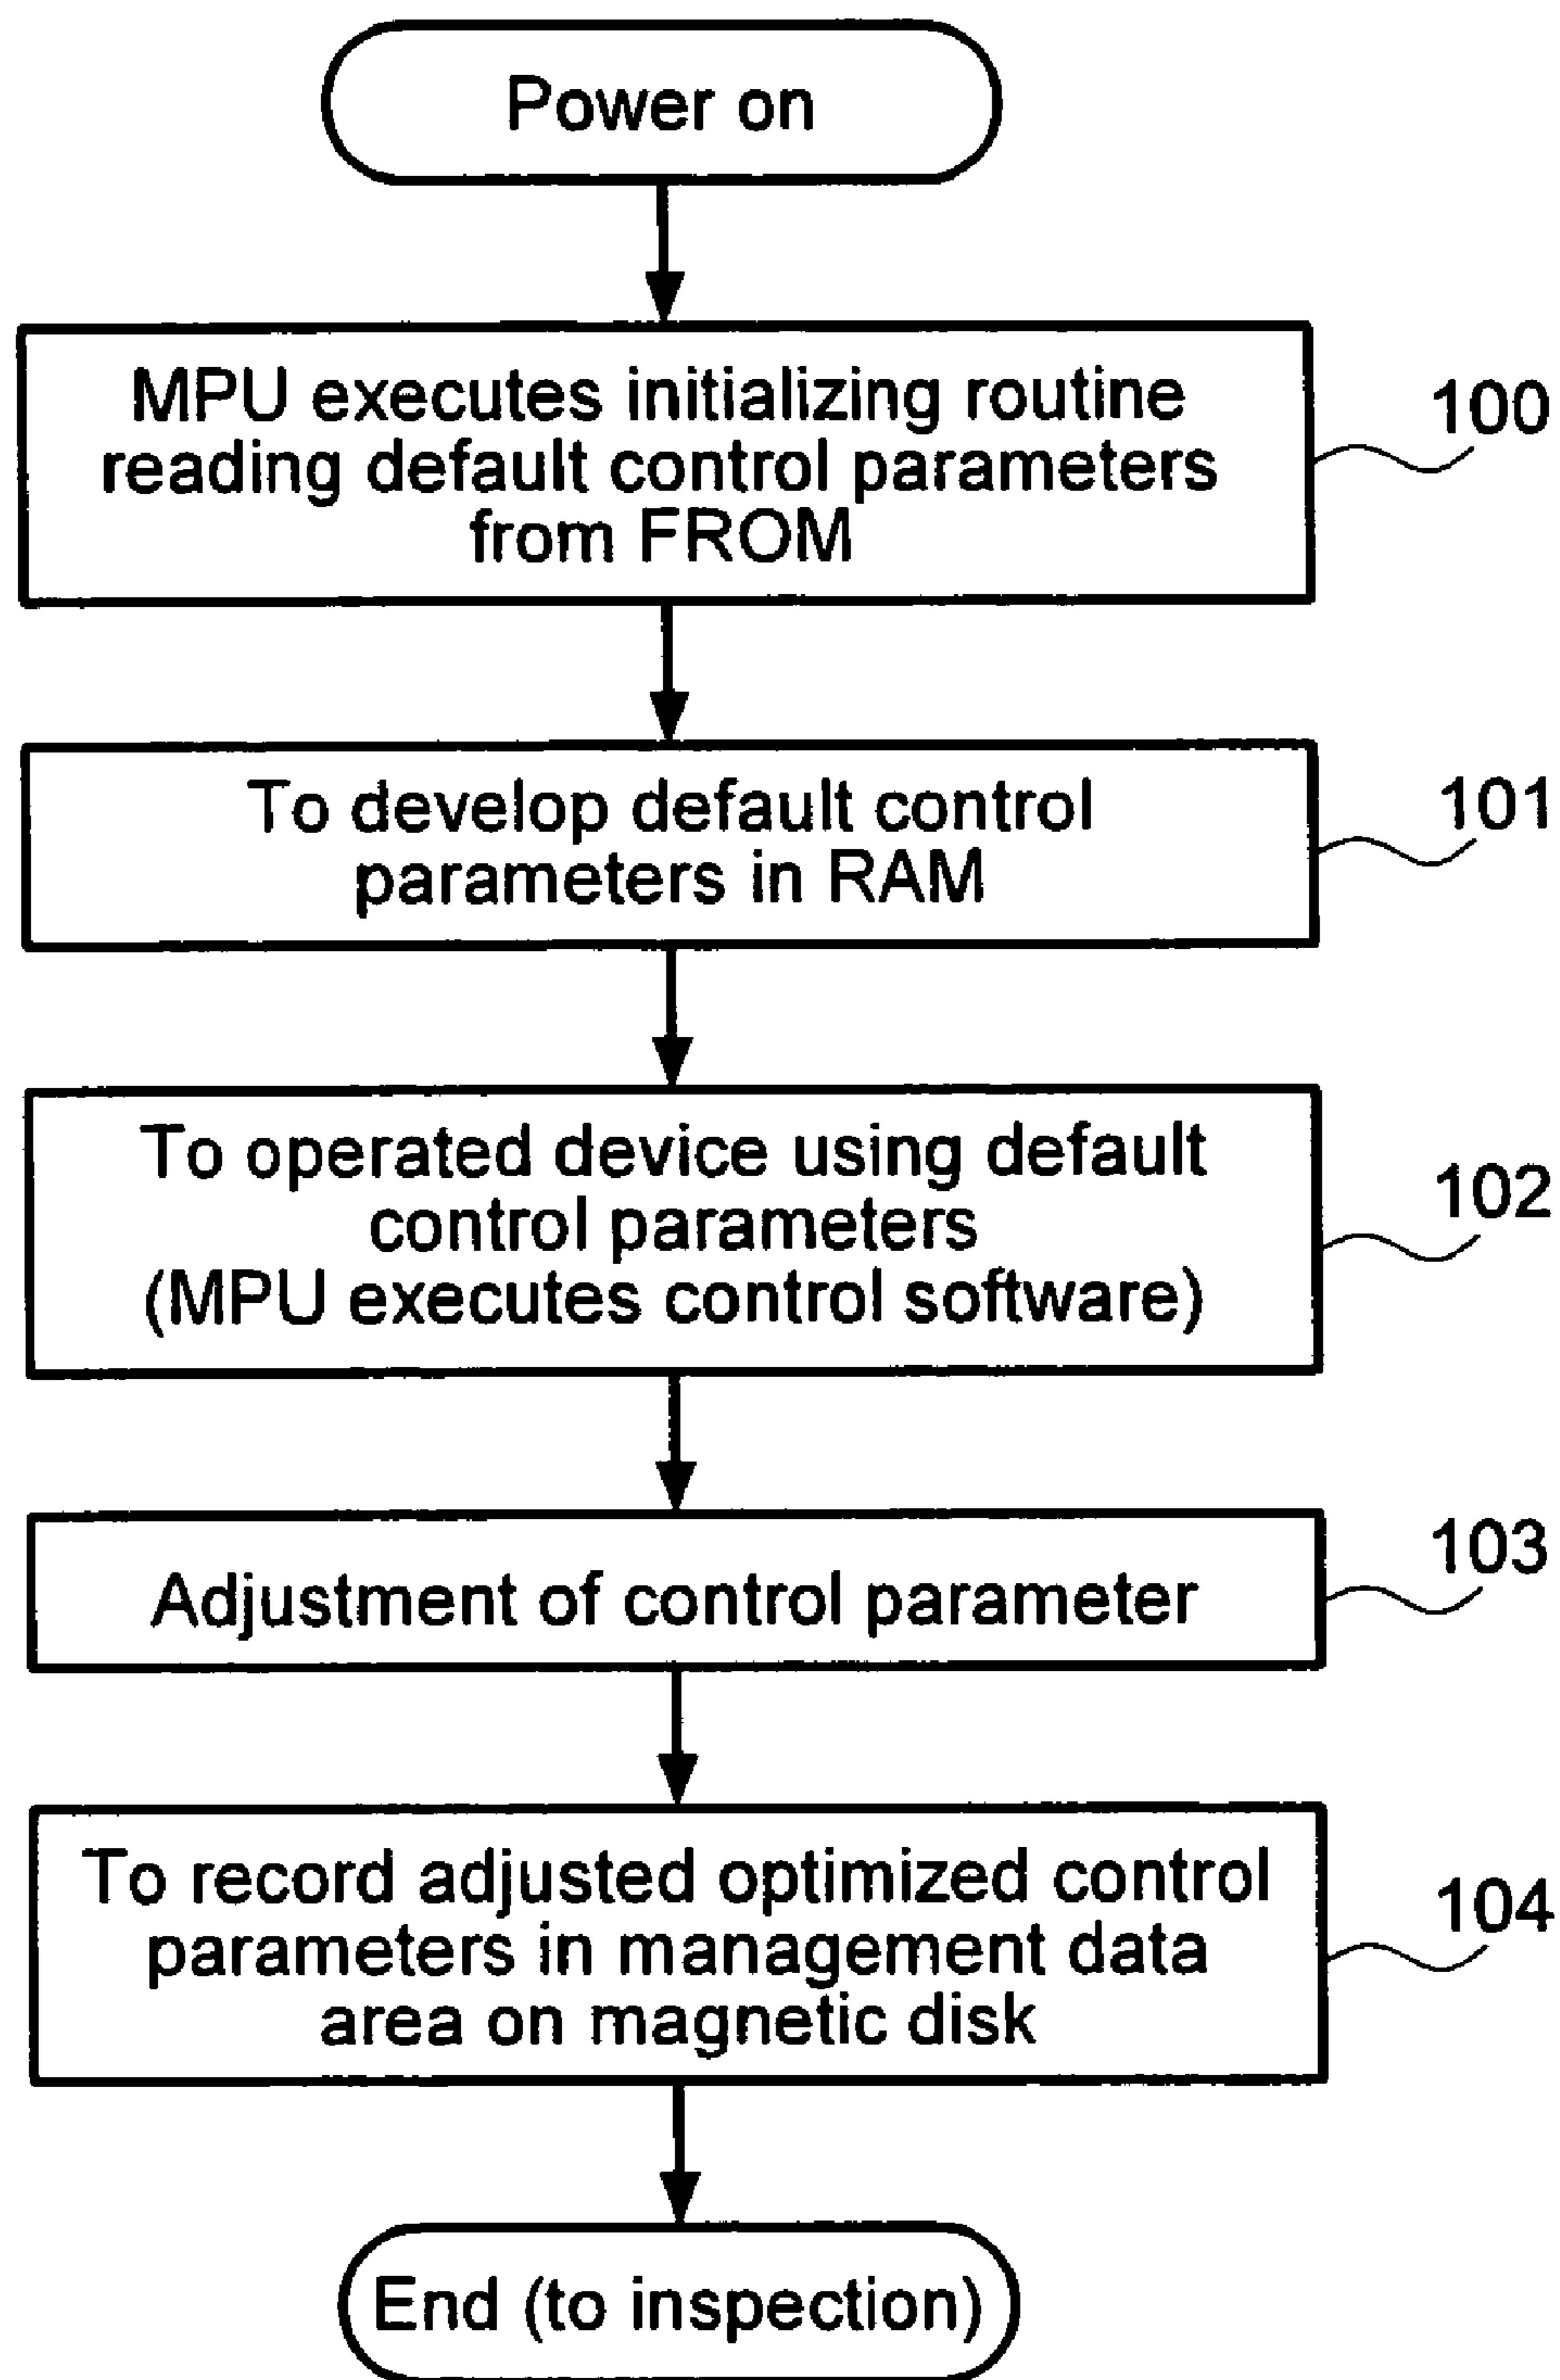 Power on
MPU executes initializing routine
reading default control parameters
from FROM
100
To develop default control
parameters in RAM
101
To operated device using default
control parameters
(MPU executes control software)
102
Adjustment of control parameter
103
To record adjusted optimized control
parameters in management data
area on magnetic disk
104
End (to inspection)